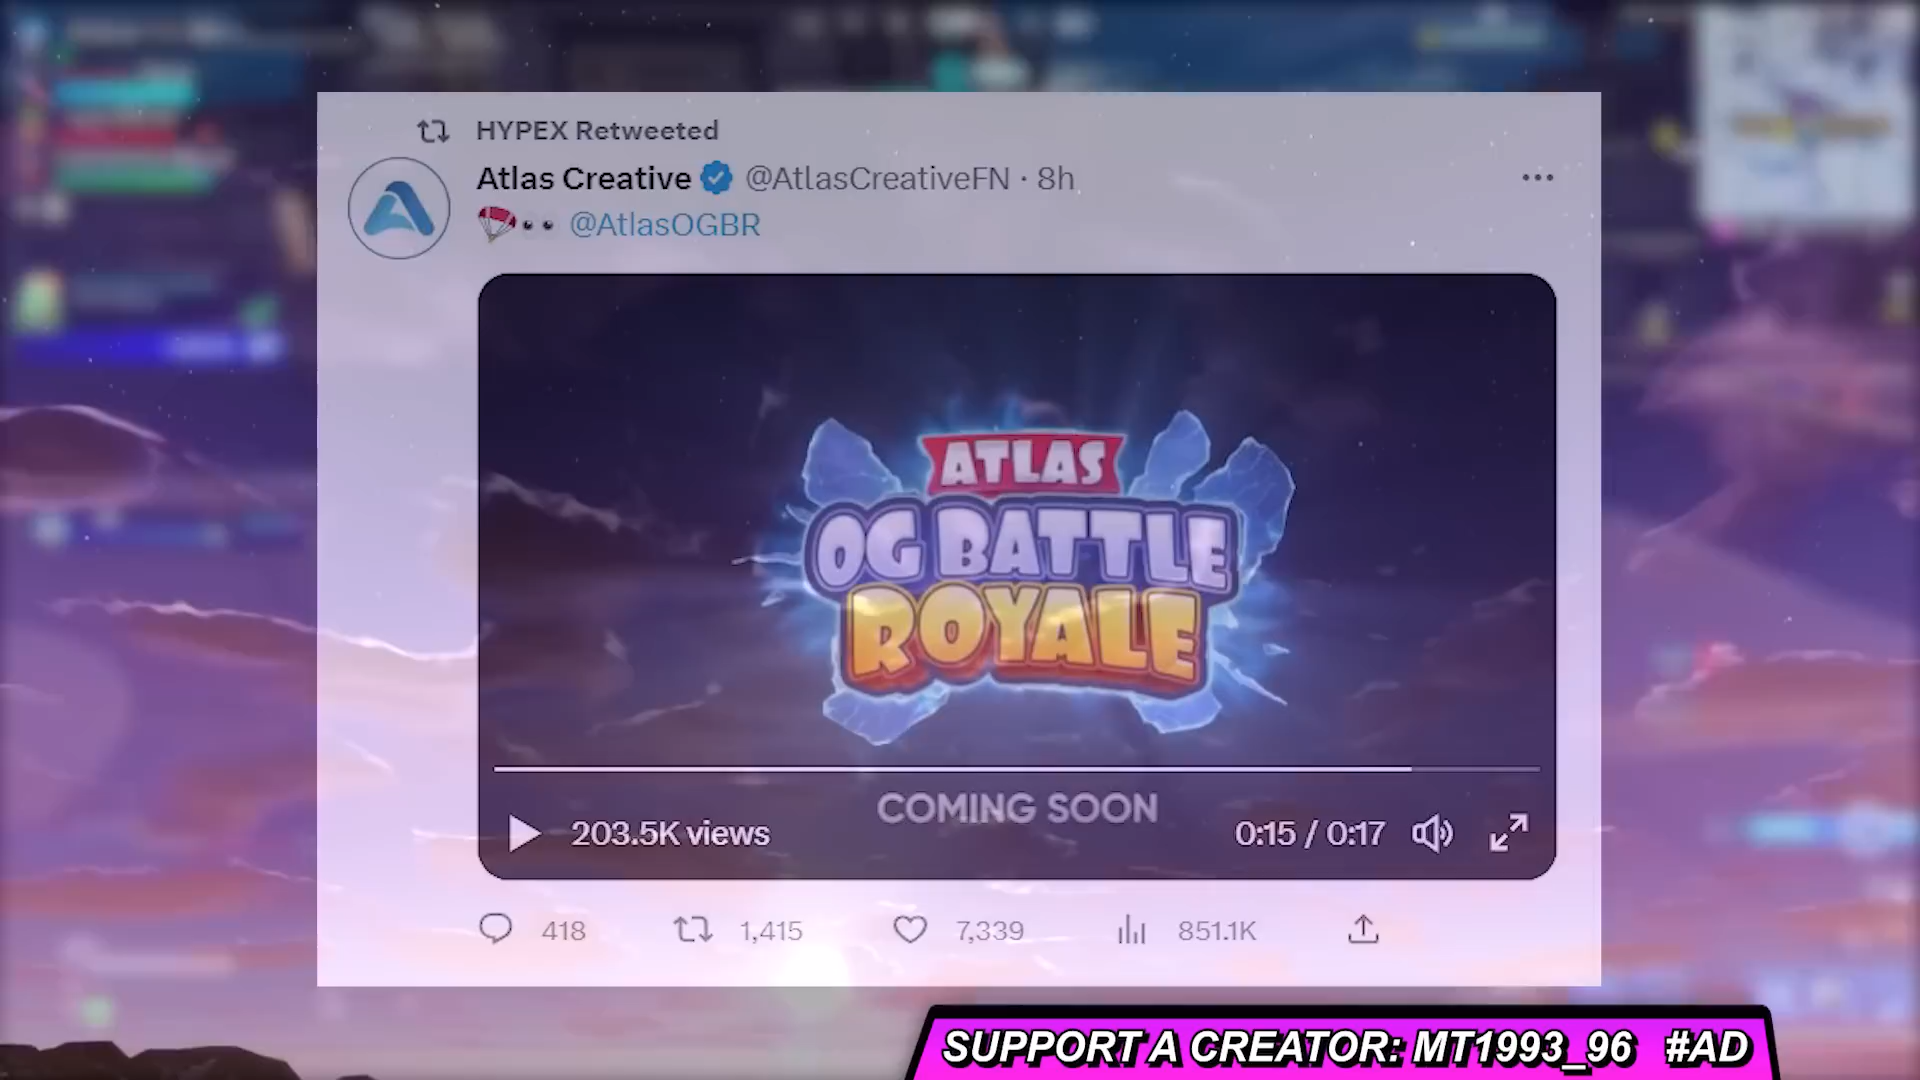 HYPEX Retweeted
Atlas Creative @AtlasCreativeFN · 8h
@AtlasOGBR
ATLAS
OG BATTLE
ROYALE
COMING SOON
203.5K views
0:15 / 0:17
418 1,415 7,339 851.1K
SUPPORT A CREATOR: MT1993_96 #AD